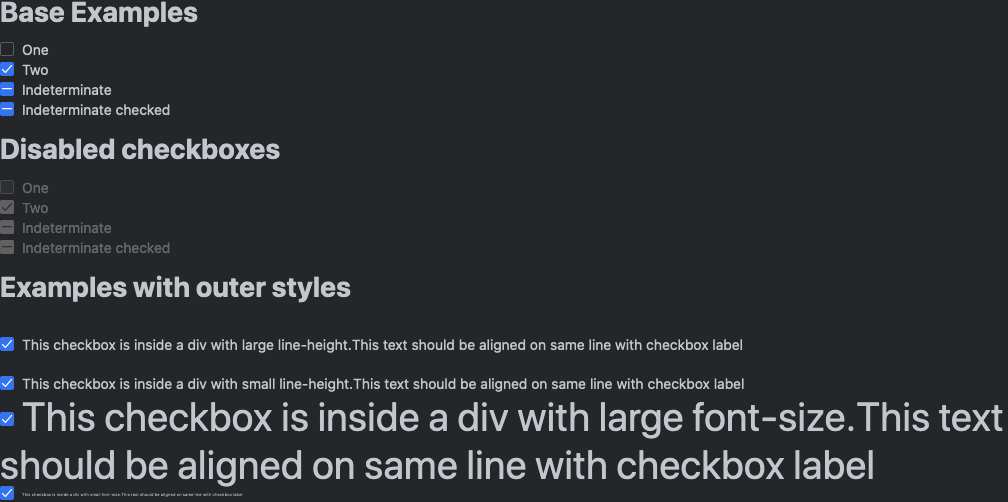 Base Examples
One
Two
Indeterminate
Indeterminate checked
Disabled checkboxes
One
Two
Indeterminate
Indeterminate checked
Examples with outer styles
This checkbox is inside a div with large line-height.This text should be aligned on same line with checkbox label
This checkbox is inside a div with small line-height.This text should be aligned on same line with checkbox label
This checkbox is inside a div with large font-size.This text
should be aligned on same line with checkbox label
This checkbox is inside a div with small font-size.This text should be aligned on same line with checkbox label